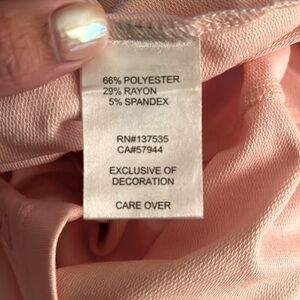 66% POLYESTER
29% RAYON
5% SPANDEX
RN#137535
CA#57944
EXCLUSIVE OF
DECORATION
CARE OVER